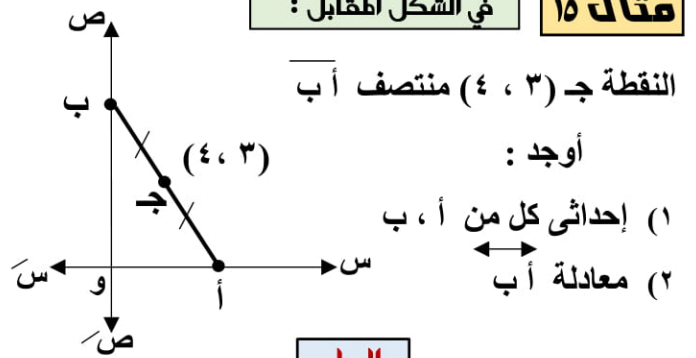 مثال ١٥
في الشكل المقابل :
النقطة جـ (٣ ، ٤) منتصف أ ب
أوجد :
١) إحداثى كل من أ ، ب
٢) معادلة أ ب
ص
ب
(٣ ، ٤)
جـ
س
أ
و
سَ
صَ